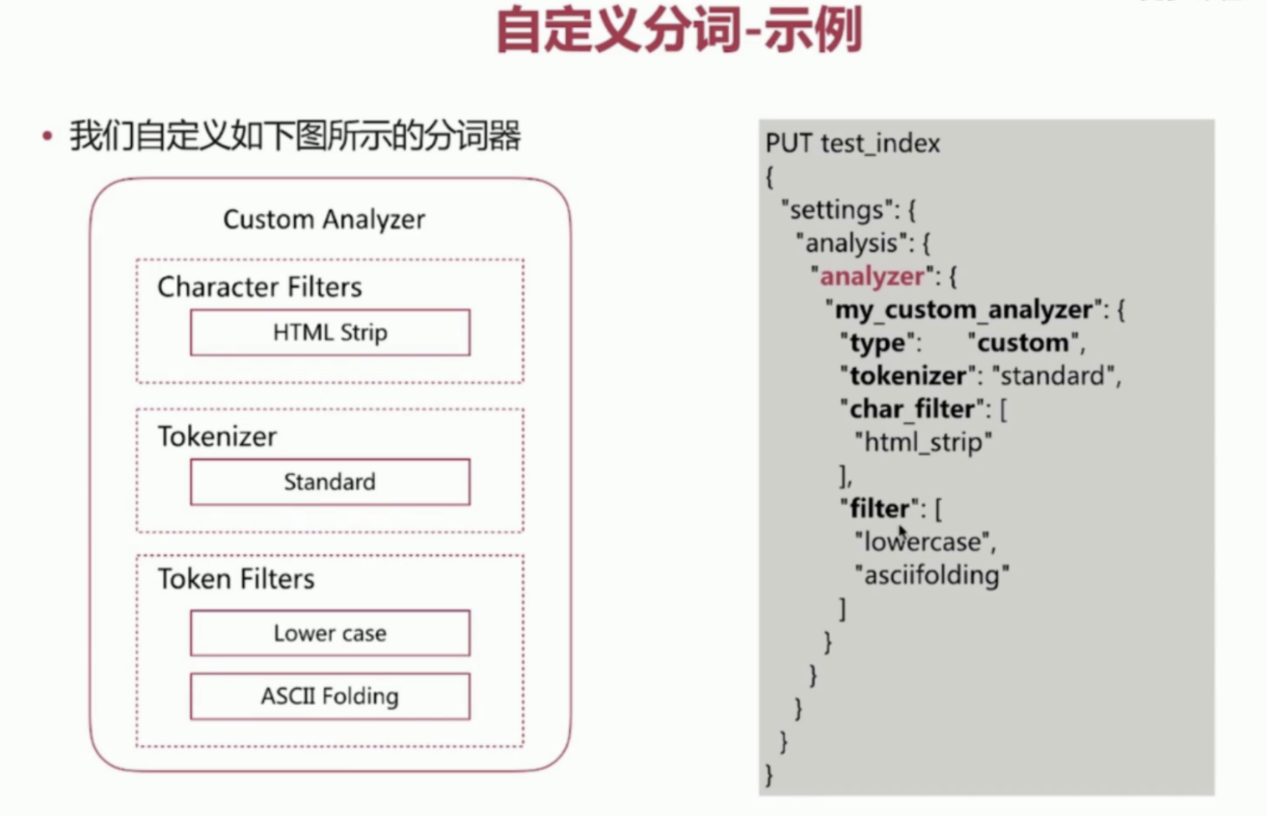 自定义分词-示例
• 我们自定义如下图所示的分词器
Custom Analyzer
Character Filters
HTML Strip
Tokenizer
Standard
Token Filters
Lower case
ASCII Folding
PUT test_index
{
"settings": {
"analysis": {
"analyzer": {
"my_custom_analyzer": {
"type": "custom",
"tokenizer": "standard",
"char_filter": [
"html_strip"
],
"filter": [
"lowercase",
"asciifolding"
]
}
}
}
}
}